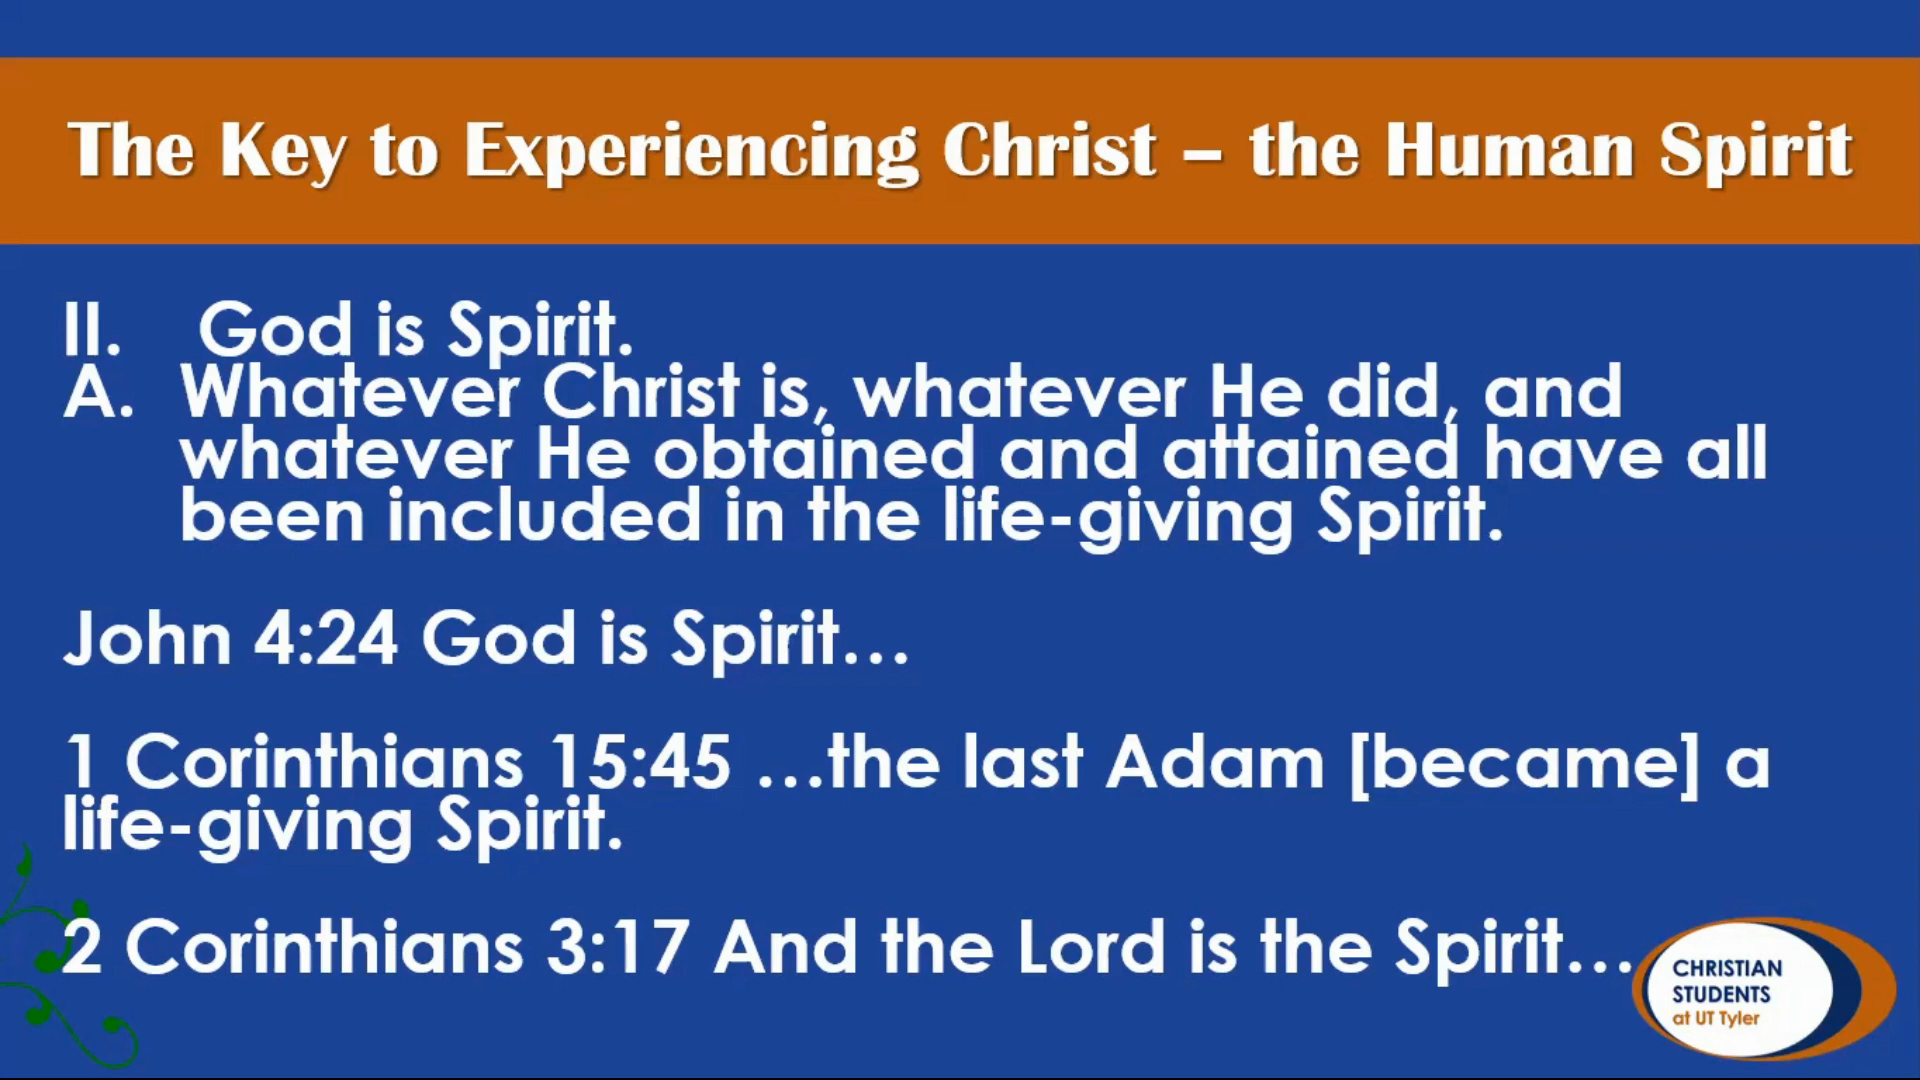 The Key to Experiencing Christ – the Human Spirit
II. God is Spirit.
A. Whatever Christ is, whatever He did, and
whatever He obtained and attained have all
been included in the life-giving Spirit.
John 4:24 God is Spirit…
1 Corinthians 15:45 …the last Adam [became] a
life-giving Spirit.
2 Corinthians 3:17 And the Lord is the Spirit…
CHRISTIAN
STUDENTS
at UT Tyler